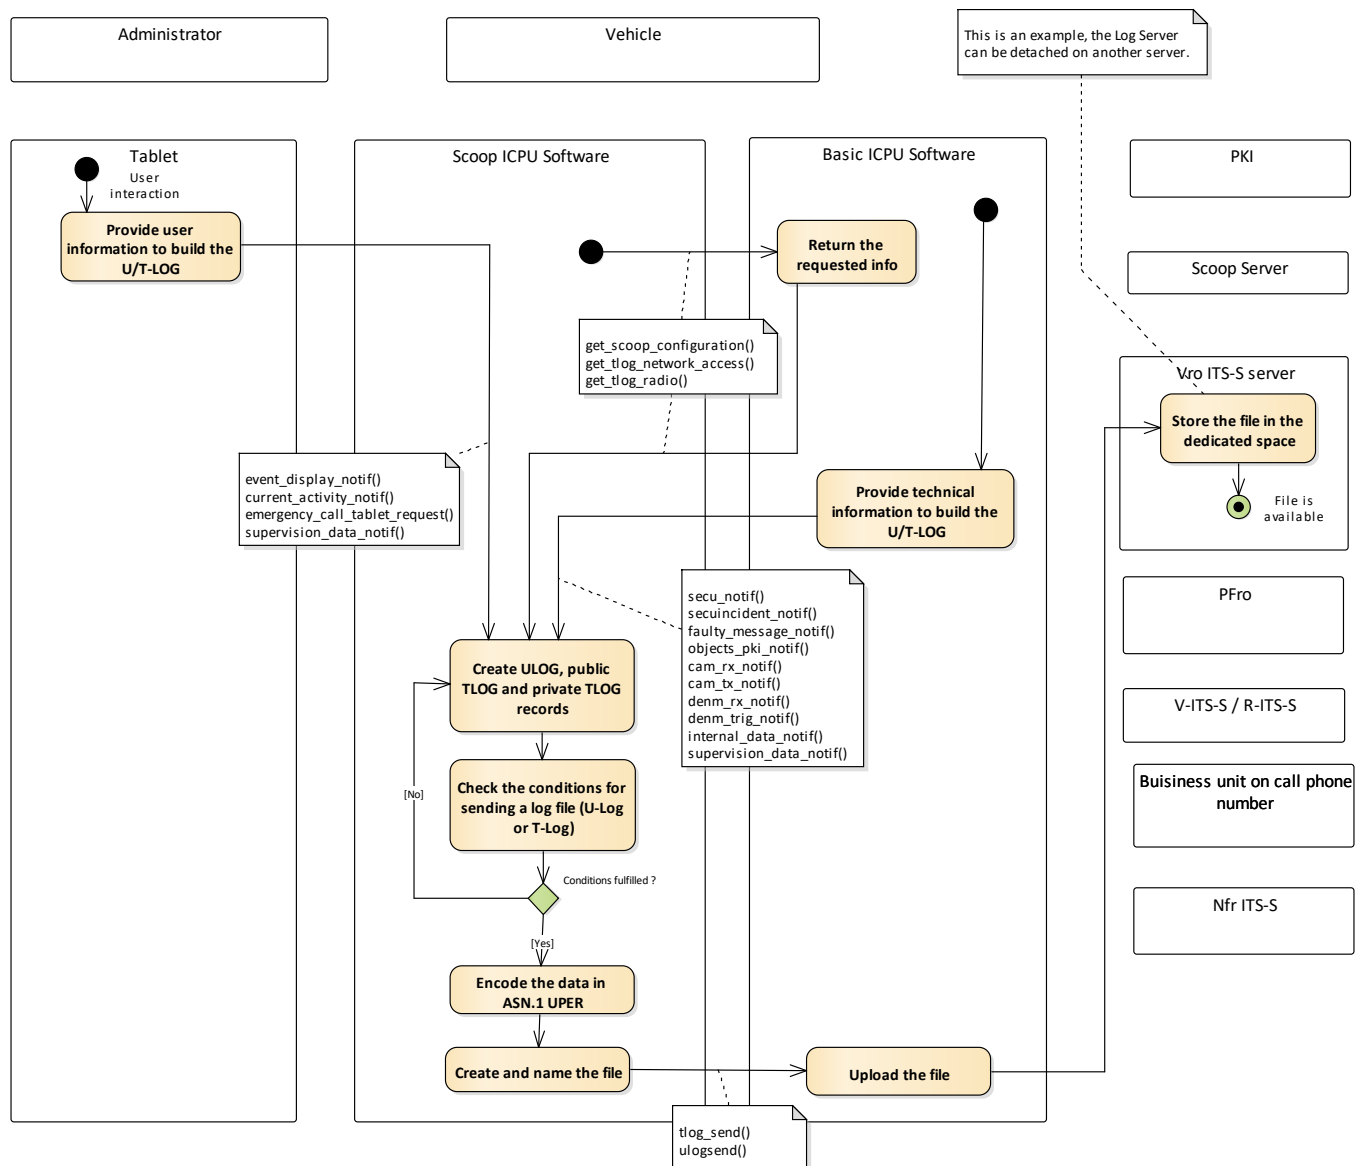 Administrator
Vehicle
This is an example, the Log Server
can be detached on another server.
Tablet
User
interaction
Provide user
information to build the
U/T-LOG
Scoop ICPU Software
Basic ICPU Software
Return the
requested info
get_scoop_configuration()
get_tlog_network_access()
get_tlog_radio()
event_display_notif()
current_activity_notif()
emergency_call_tablet_request()
supervision_data_notif()
Provide technical
information to build the
U/T-LOG
secu_notif()
secuincident_notif()
faulty_message_notif()
objects_pki_notif()
cam_rx_notif()
cam_tx_notif()
denm_rx_notif()
denm_trig_notif()
internal_data_notif()
supervision_data_notif()
Create ULOG, public
TLOG and private TLOG
records
Check the conditions for
sending a log file (U-Log
or T-Log)
[No]
Conditions fulfilled ?
[Yes]
Encode the data in
ASN.1 UPER
Create and name the file
Upload the file
tlog_send()
ulogsend()
PKI
Scoop Server
Vro ITS-S server
Store the file in the
dedicated space
File is
available
PFro
V-ITS-S / R-ITS-S
Buisiness unit on call phone
number
Nfr ITS-S